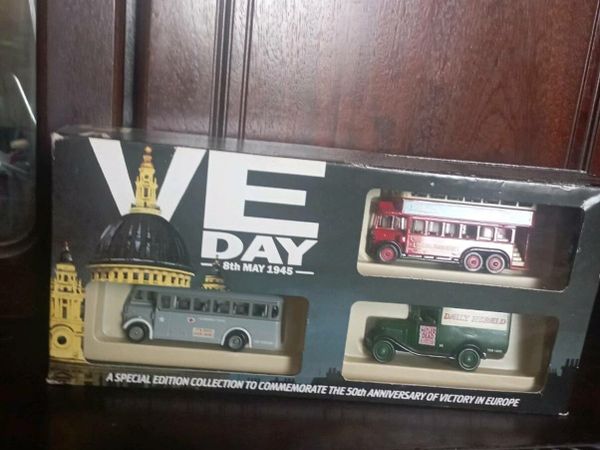 VE
DAY
8th MAY 1945
DAILY HERALD
A SPECIAL EDITION COLLECTION TO COMMEMORATE THE 50th ANNIVERSARY OF VICTORY IN EUROPE